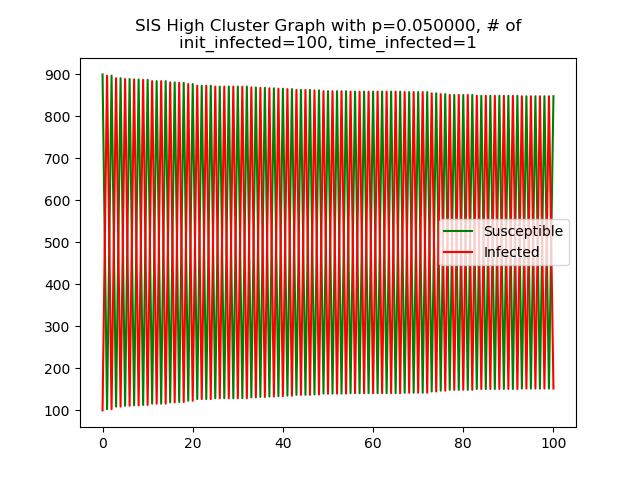 SIS High Cluster Graph with p=0.050000, # of
init_infected=100, time_infected=1
900
800
700
600
500
400
300
200
100
Susceptible
Infected
0 20 40 60 80 100